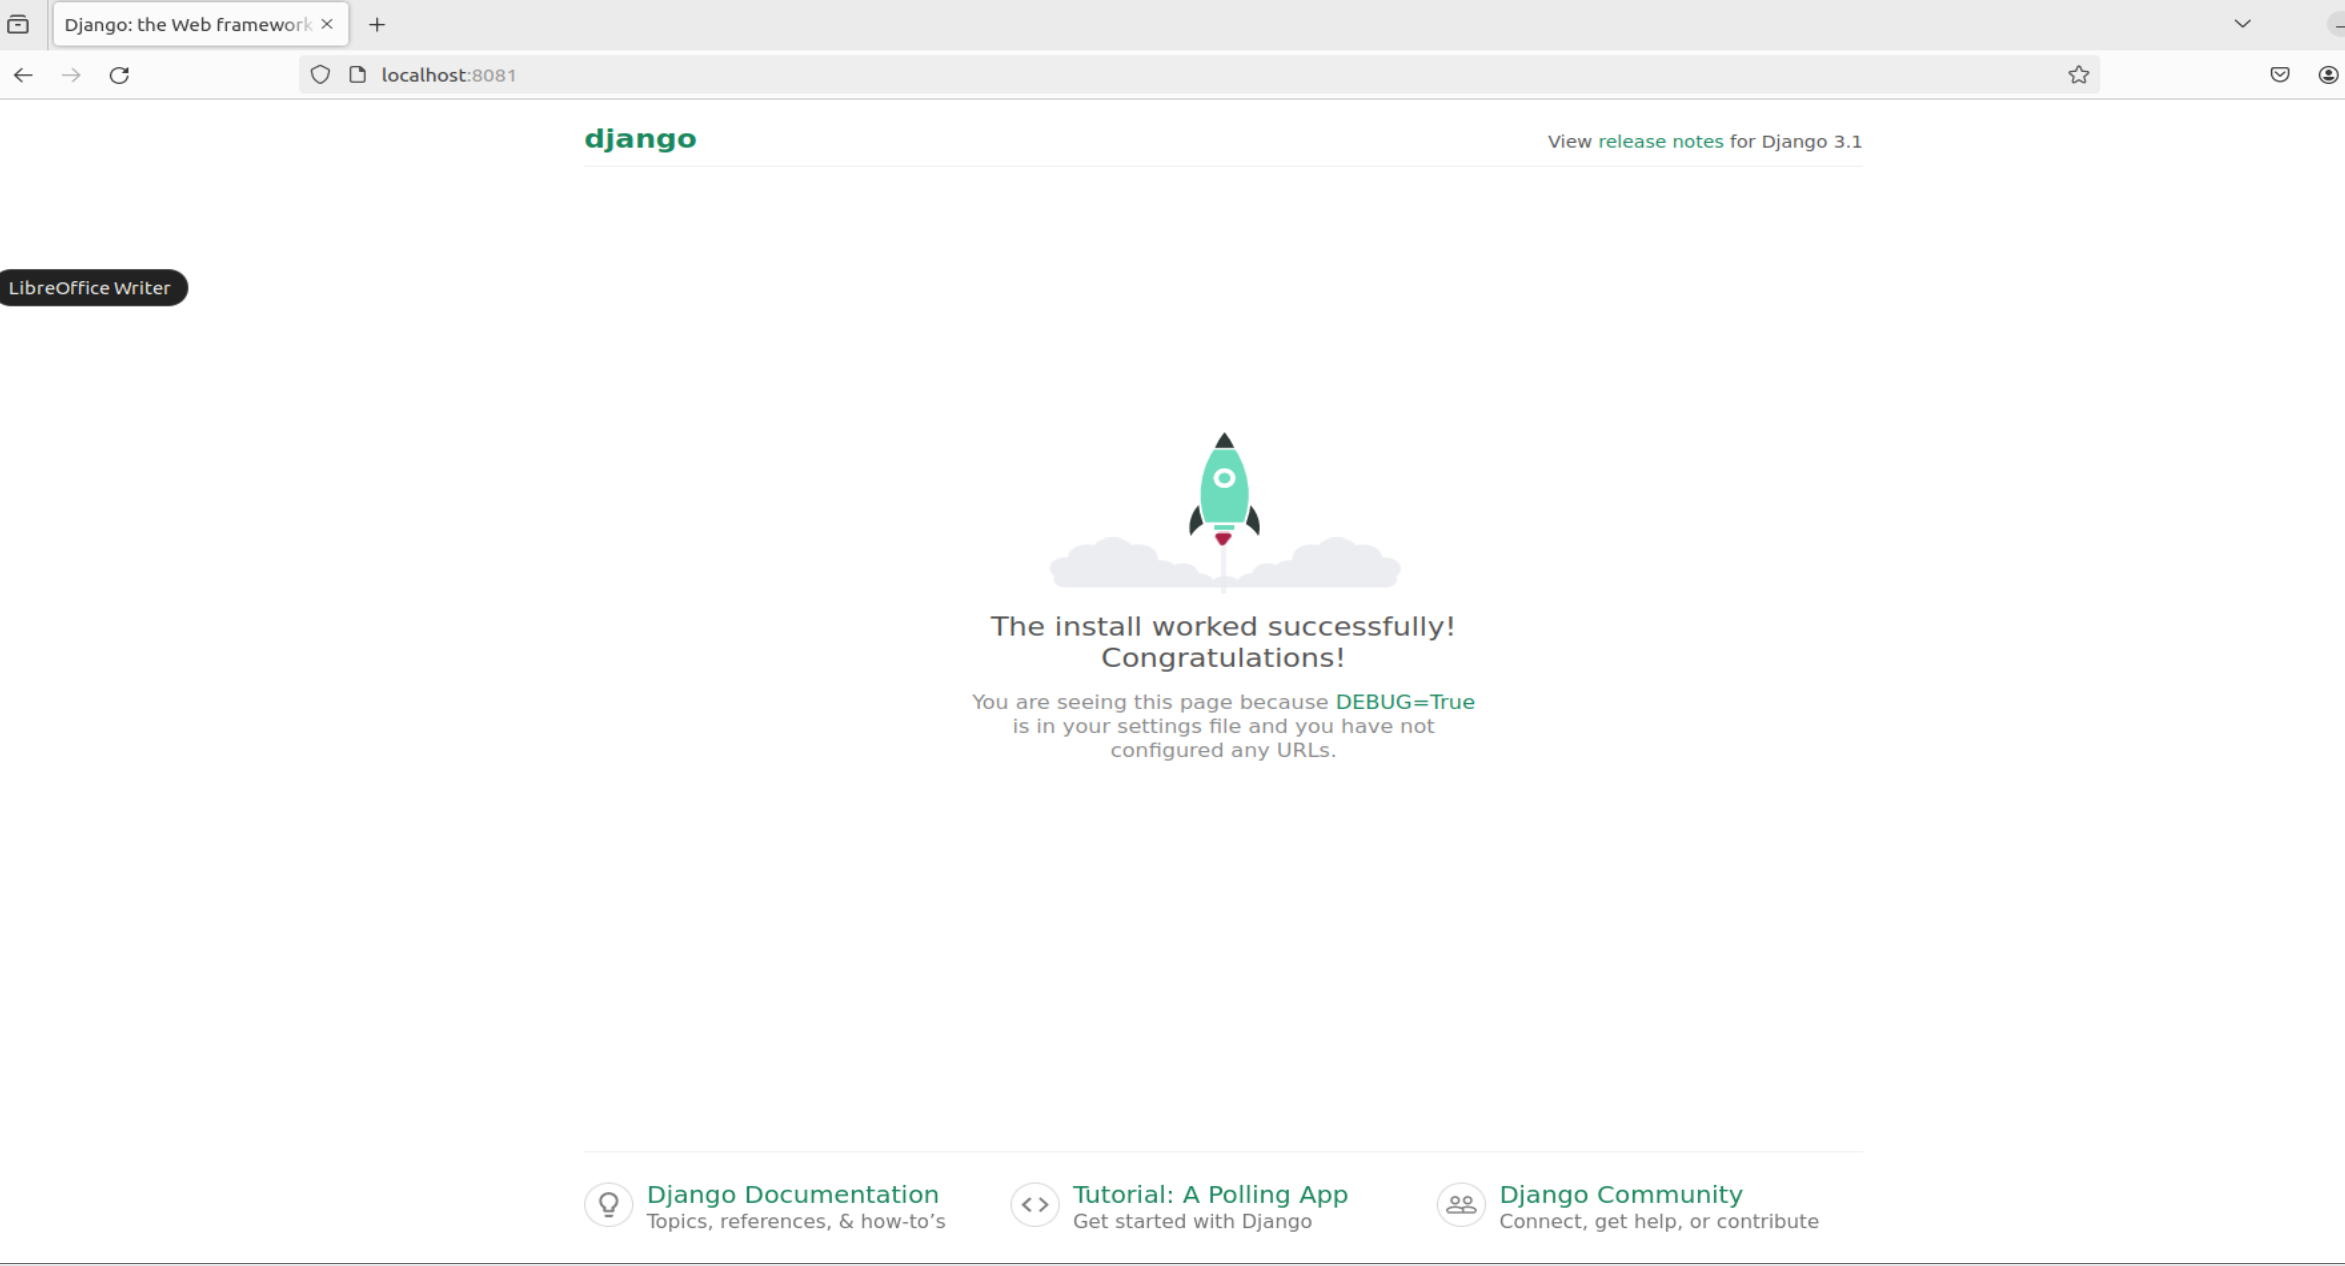 Django: the Web framework
localhost:8081
django
View release notes for Django 3.1
LibreOffice Writer
The install worked successfully!
Congratulations!
You are seeing this page because DEBUG=True
is in your settings file and you have not
configured any URLs.
Django Documentation
Topics, references, & how-to’s
Tutorial: A Polling App
Get started with Django
Django Community
Connect, get help, or contribute